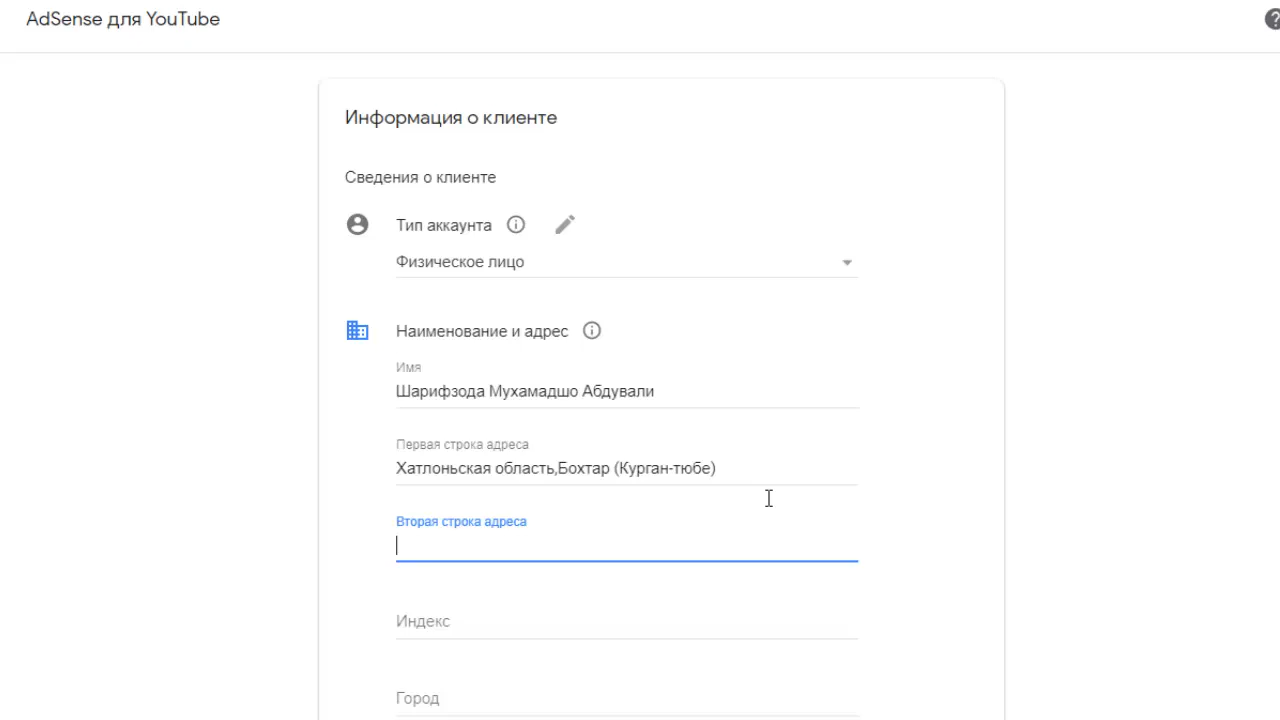 AdSense для YouTube
?
Информация о клиенте
Сведения о клиенте
Тип аккаунта
Физическое лицо
Наименование и адрес
Имя
Шарифзода Мухамадшо Абдували
Первая строка адреса
Хатлоньская область,Бохтар (Курган-тюбе)
Вторая строка адреса
Индекс
Город